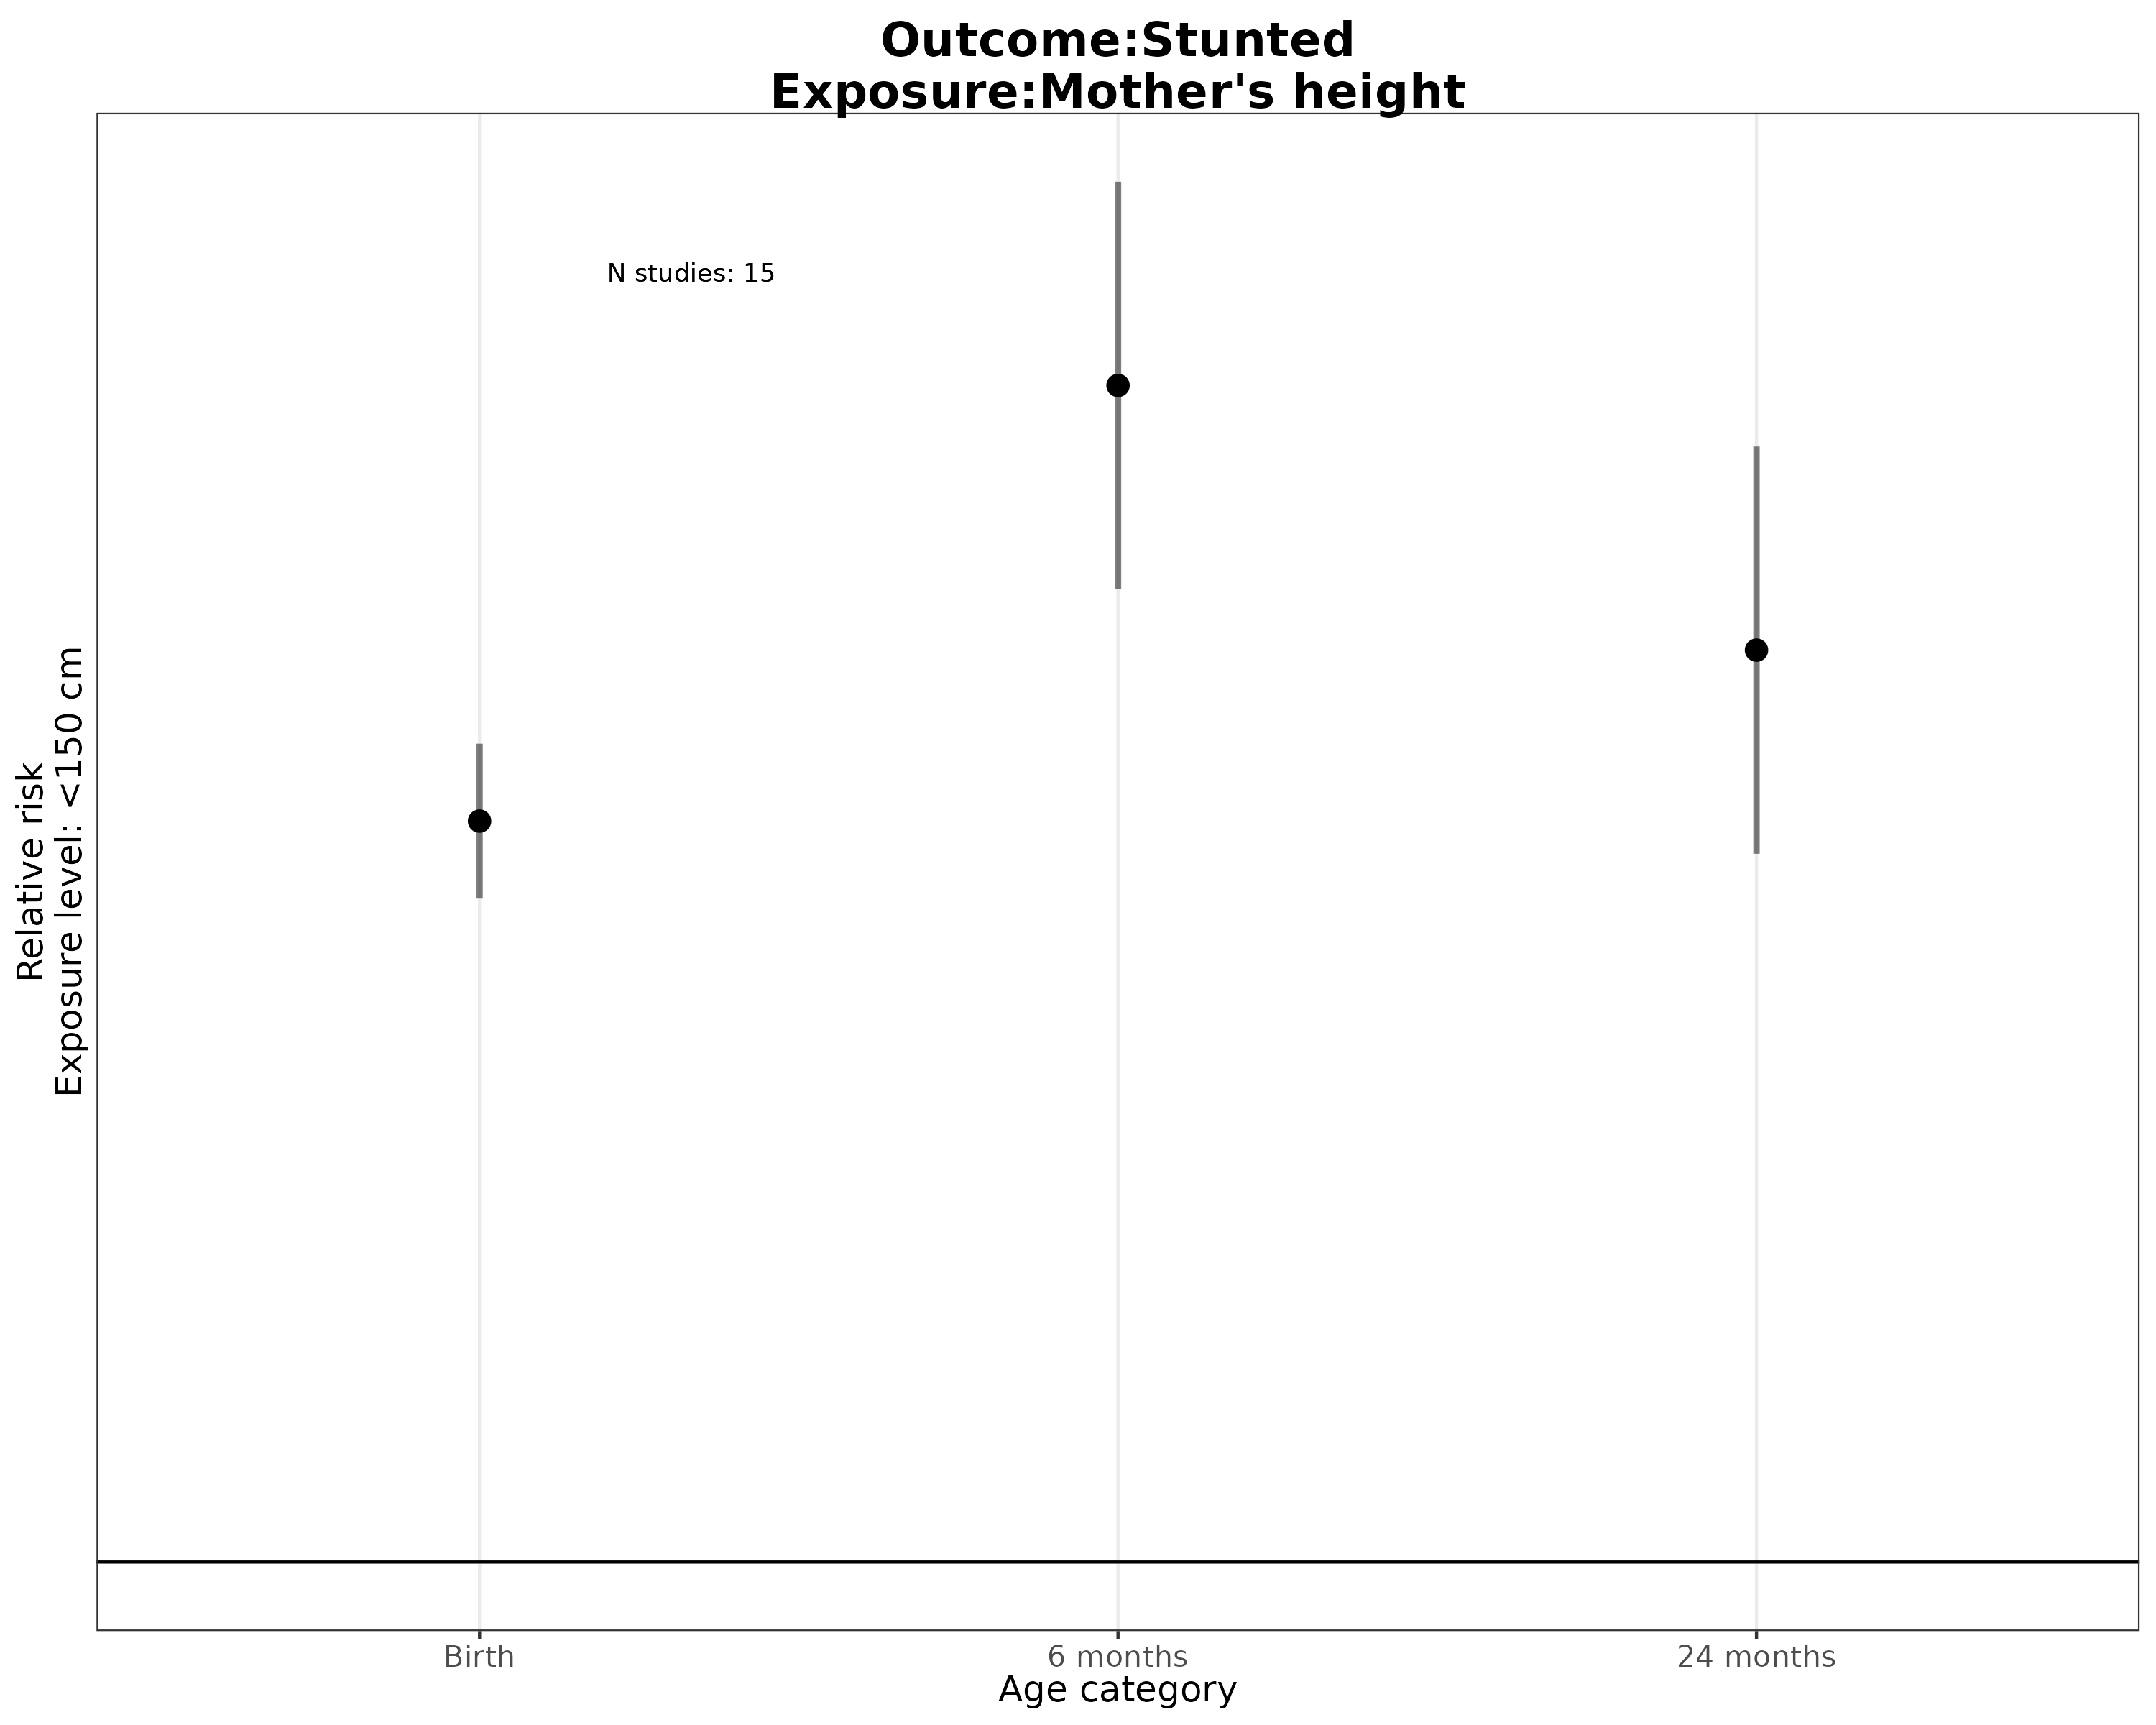 Outcome:Stunted
Exposure:Mother's height
N studies: 15
Relative risk
Exposure level: <150 cm
Birth
6 months
24 months
Age category